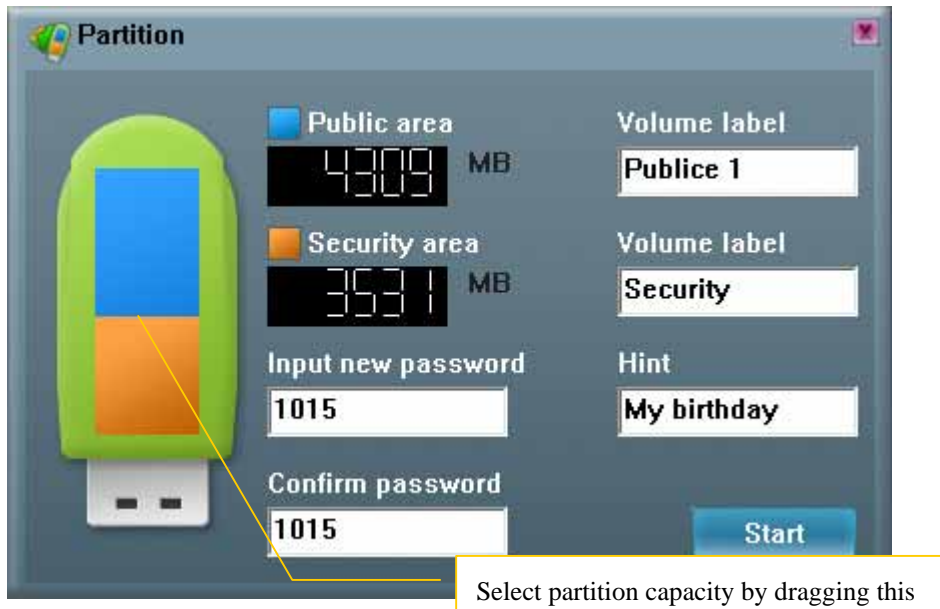 Partition
Public area
Volume label
4309 MB
Publice 1
Security area
Volume label
3531 MB
Security
Input new password
Hint
1015
My birthday
Confirm password
1015
Start
Select partition capacity by dragging this